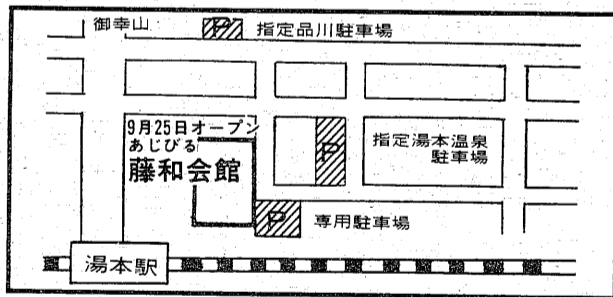 御幸山
P
指定品川駐車場
9月25日オープン
あじびる
藤和会館
P
指定湯本温泉
駐車場
P
専用駐車場
湯本駅